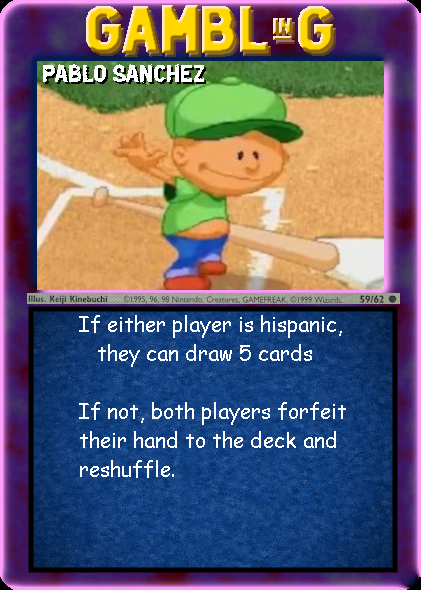 GAMBLING
PABLO SANCHEZ
Illus. Keiji Kinebuchi ©1995, 96, 98 Nintendo, Creatures, GAMEFREAK. ©1999 Wizards. 59/62
If either player is hispanic,
they can draw 5 cards
If not, both players forfeit
their hand to the deck and
reshuffle.